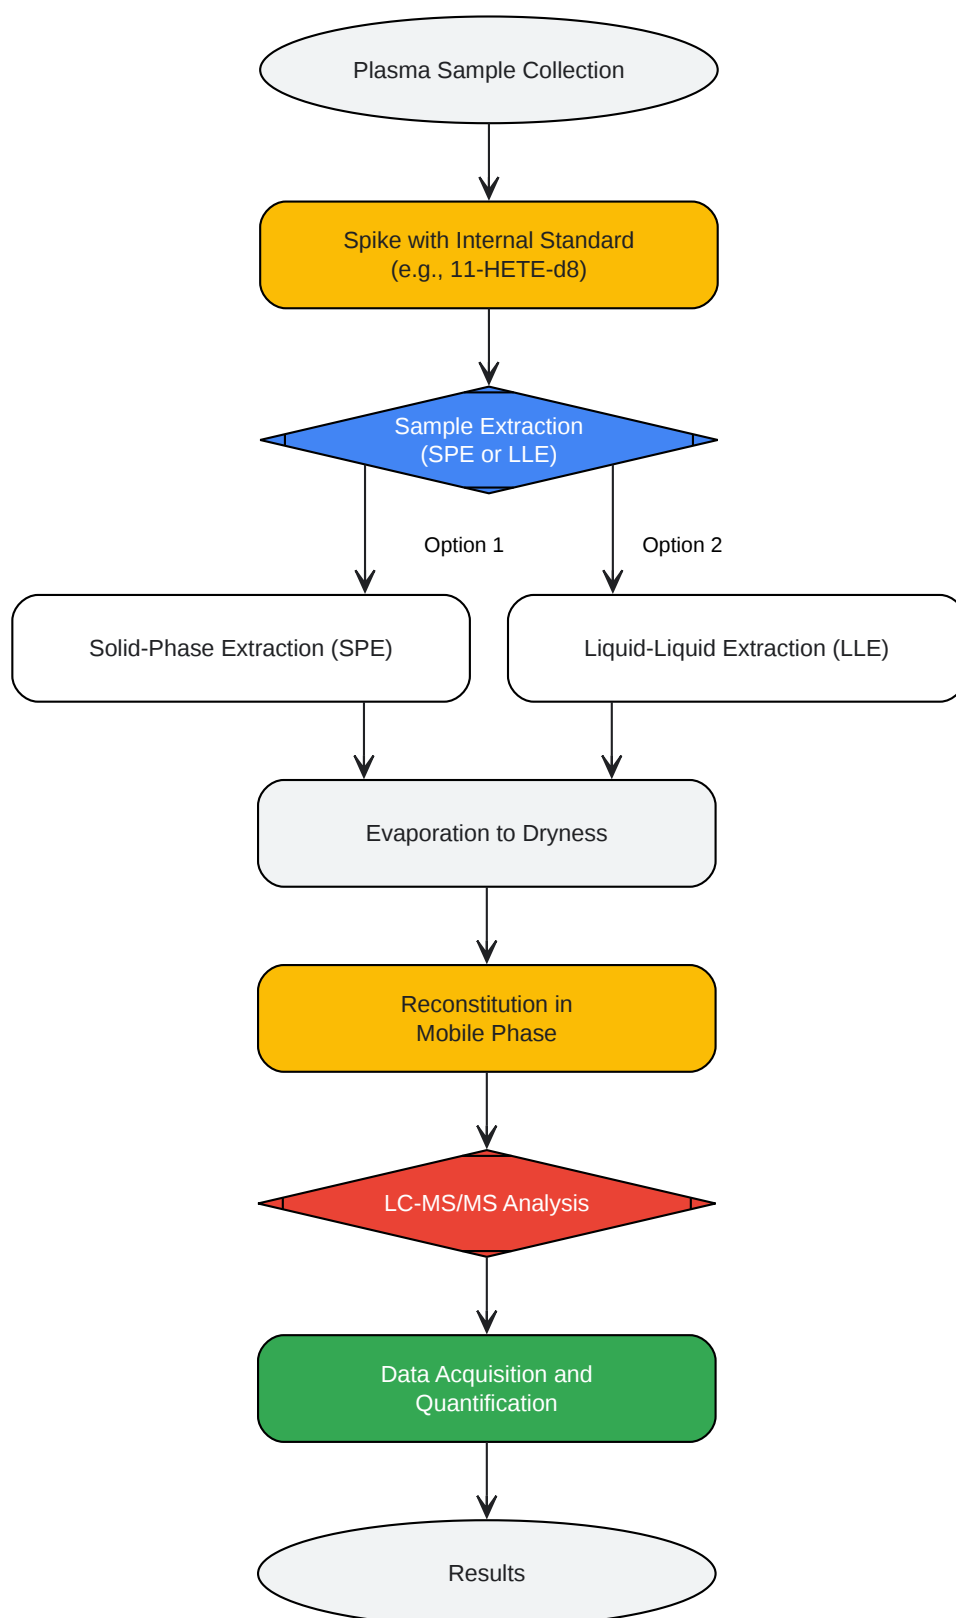 Plasma Sample Collection
Spike with Internal Standard
(e.g., 11-HETE-d8)
Sample Extraction
(SPE or LLE)
Option 1
Option 2
Solid-Phase Extraction (SPE)
Liquid-Liquid Extraction (LLE)
Evaporation to Dryness
Reconstitution in
Mobile Phase
LC-MS/MS Analysis
Data Acquisition and
Quantification
Results